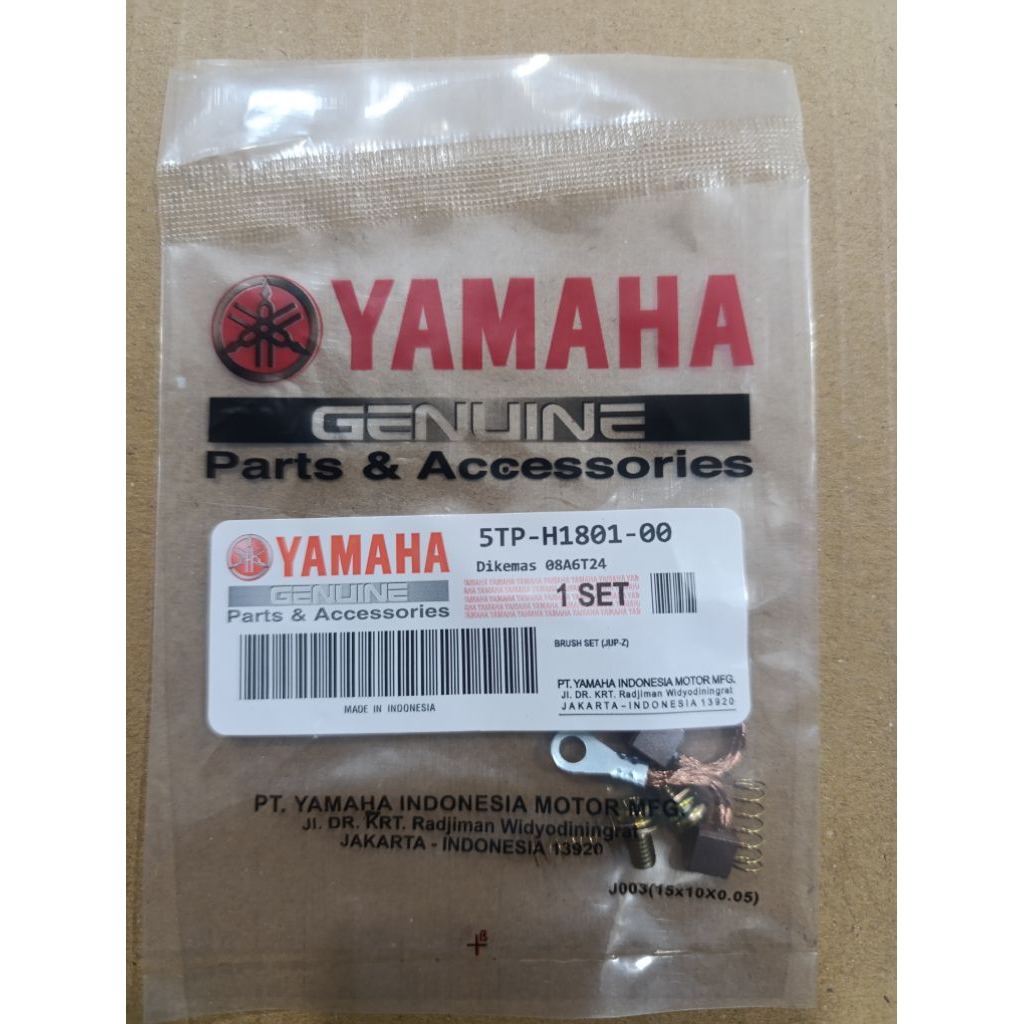 YAMAHA
GENUINE
Parts & Accessories
YAMAHA
GENUINE
Parts & Accessories
5TP-H1801-00
Dikemas 08A6T24
1 SET
BRUSH SET (JUP-Z)
PT. YAMAHA INDONESIA MOTOR MFG.
Jl. DR. KRT. Radjiman Widyodiningrat
JAKARTA - INDONESIA 13920
MADE IN INDONESIA
PT. YAMAHA INDONESIA MOTOR MFG.
Jl. DR. KRT. Radjiman Widyodiningrat
JAKARTA - INDONESIA 13920
J003(15x10X0.05)